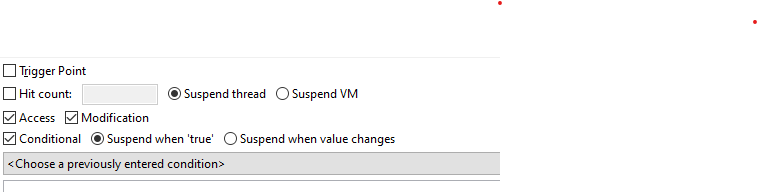 Trigger Point
Hit count: Suspend thread Suspend VM
Access Modification
Conditional Suspend when 'true' Suspend when value changes
<Choose a previously entered condition>